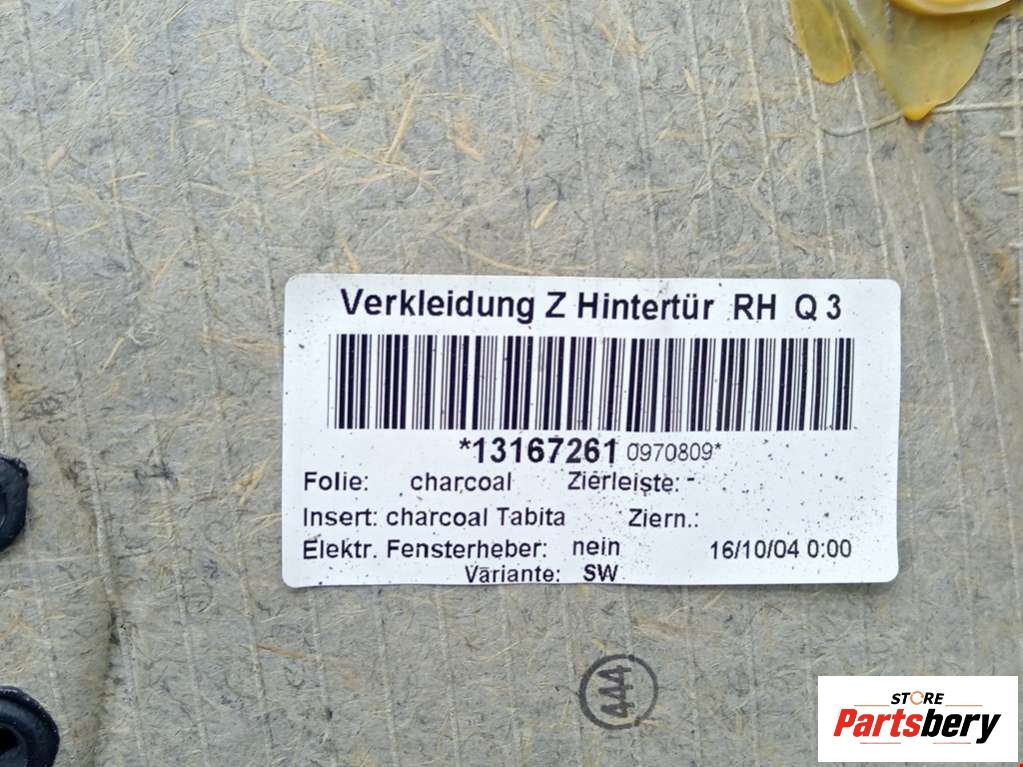 Verkleidung Z Hintertür RH Q 3
*13167261 0970809*
Folie: charcoal Zierleiste: -
Insert: charcoal Tabita Ziern.:
Elektr. Fensterheber: nein 16/10/04 0:00
Variante: SW
444
STORE
Partsbery